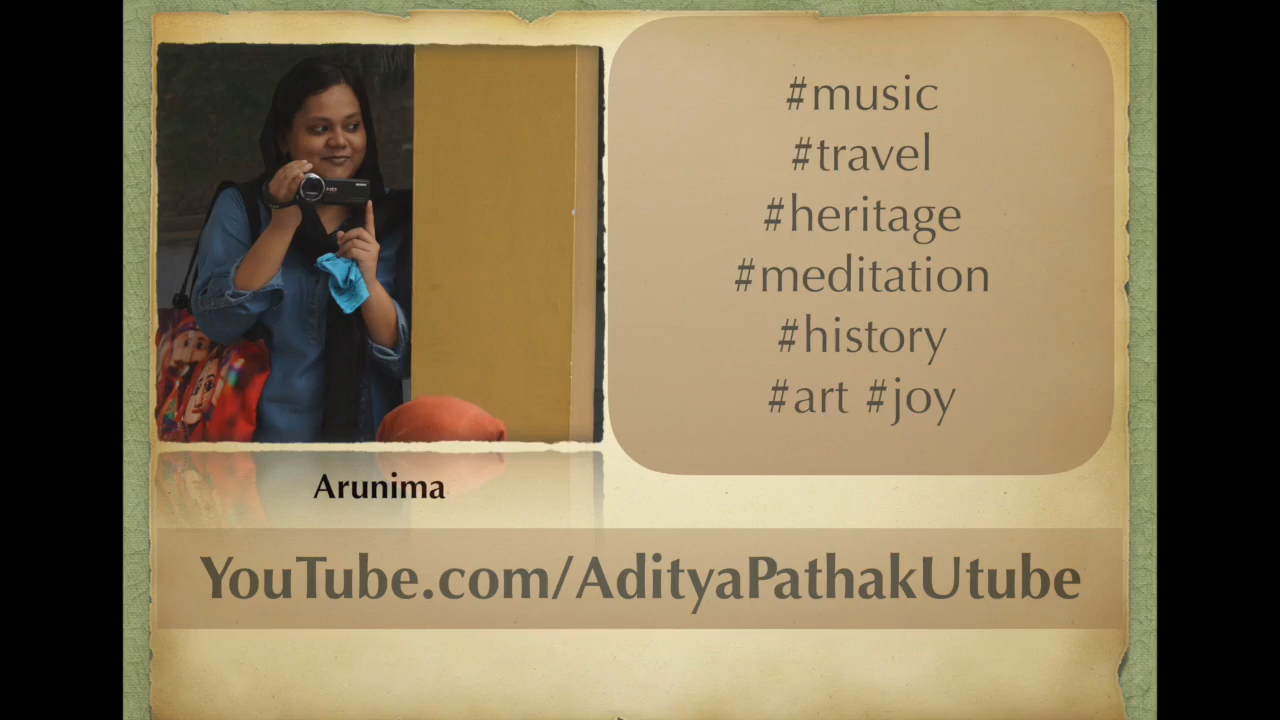 #music
#travel
#heritage
#meditation
#history
#art #joy
Arunima
YouTube.com/AdityaPathakUtube